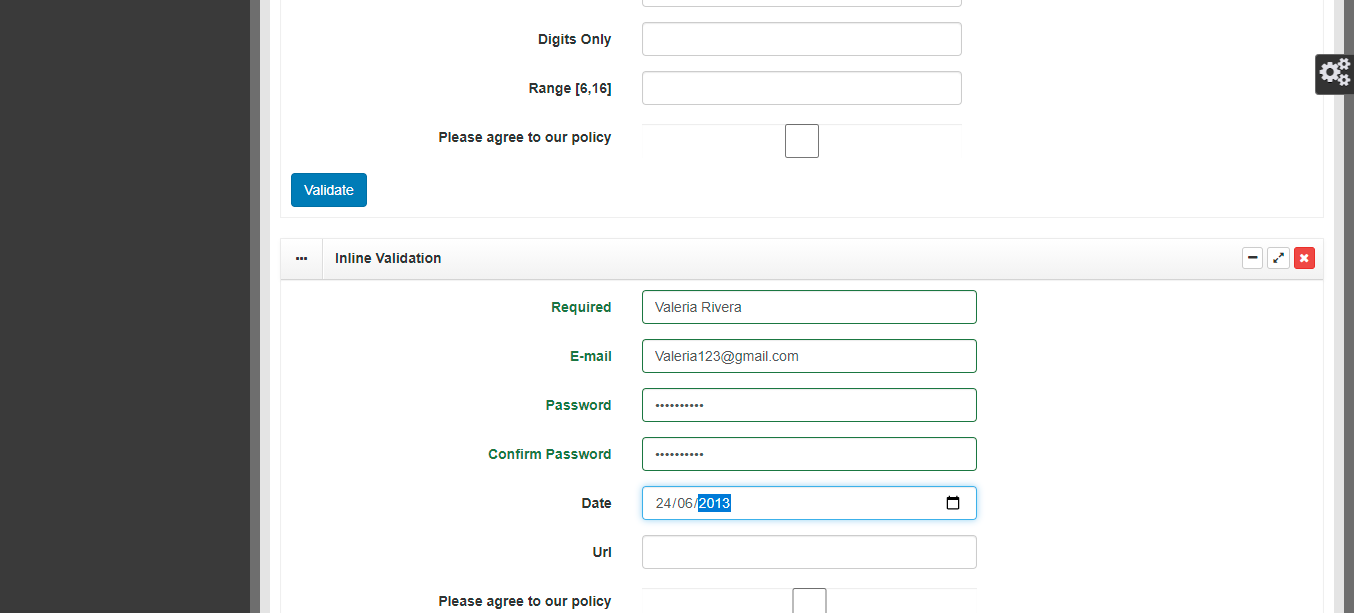 Digits Only
Range [6,16]
Please agree to our policy
Validate
Inline Validation
Required Valeria Rivera
E-mail Valeria123@gmail.com
Password ••••••••••
Confirm Password ••••••••••
Date 24/06/2013
Url
Please agree to our policy